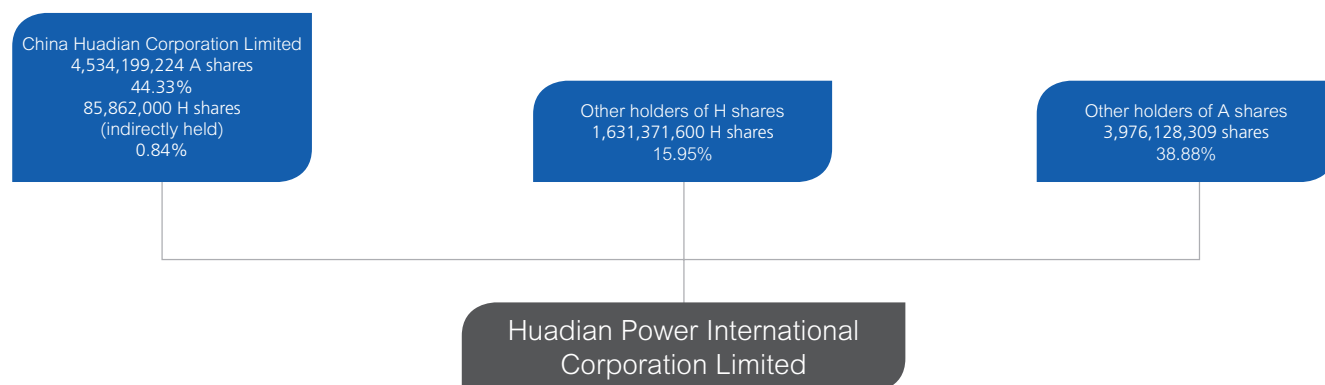 China Huadian Corporation Limited
4,534,199,224 A shares
44.33%
85,862,000 H shares
(indirectly held)
0.84%
Other holders of H shares
1,631,371,600 H shares
15.95%
Other holders of A shares
3,976,128,309 shares
38.88%
Huadian Power International
Corporation Limited